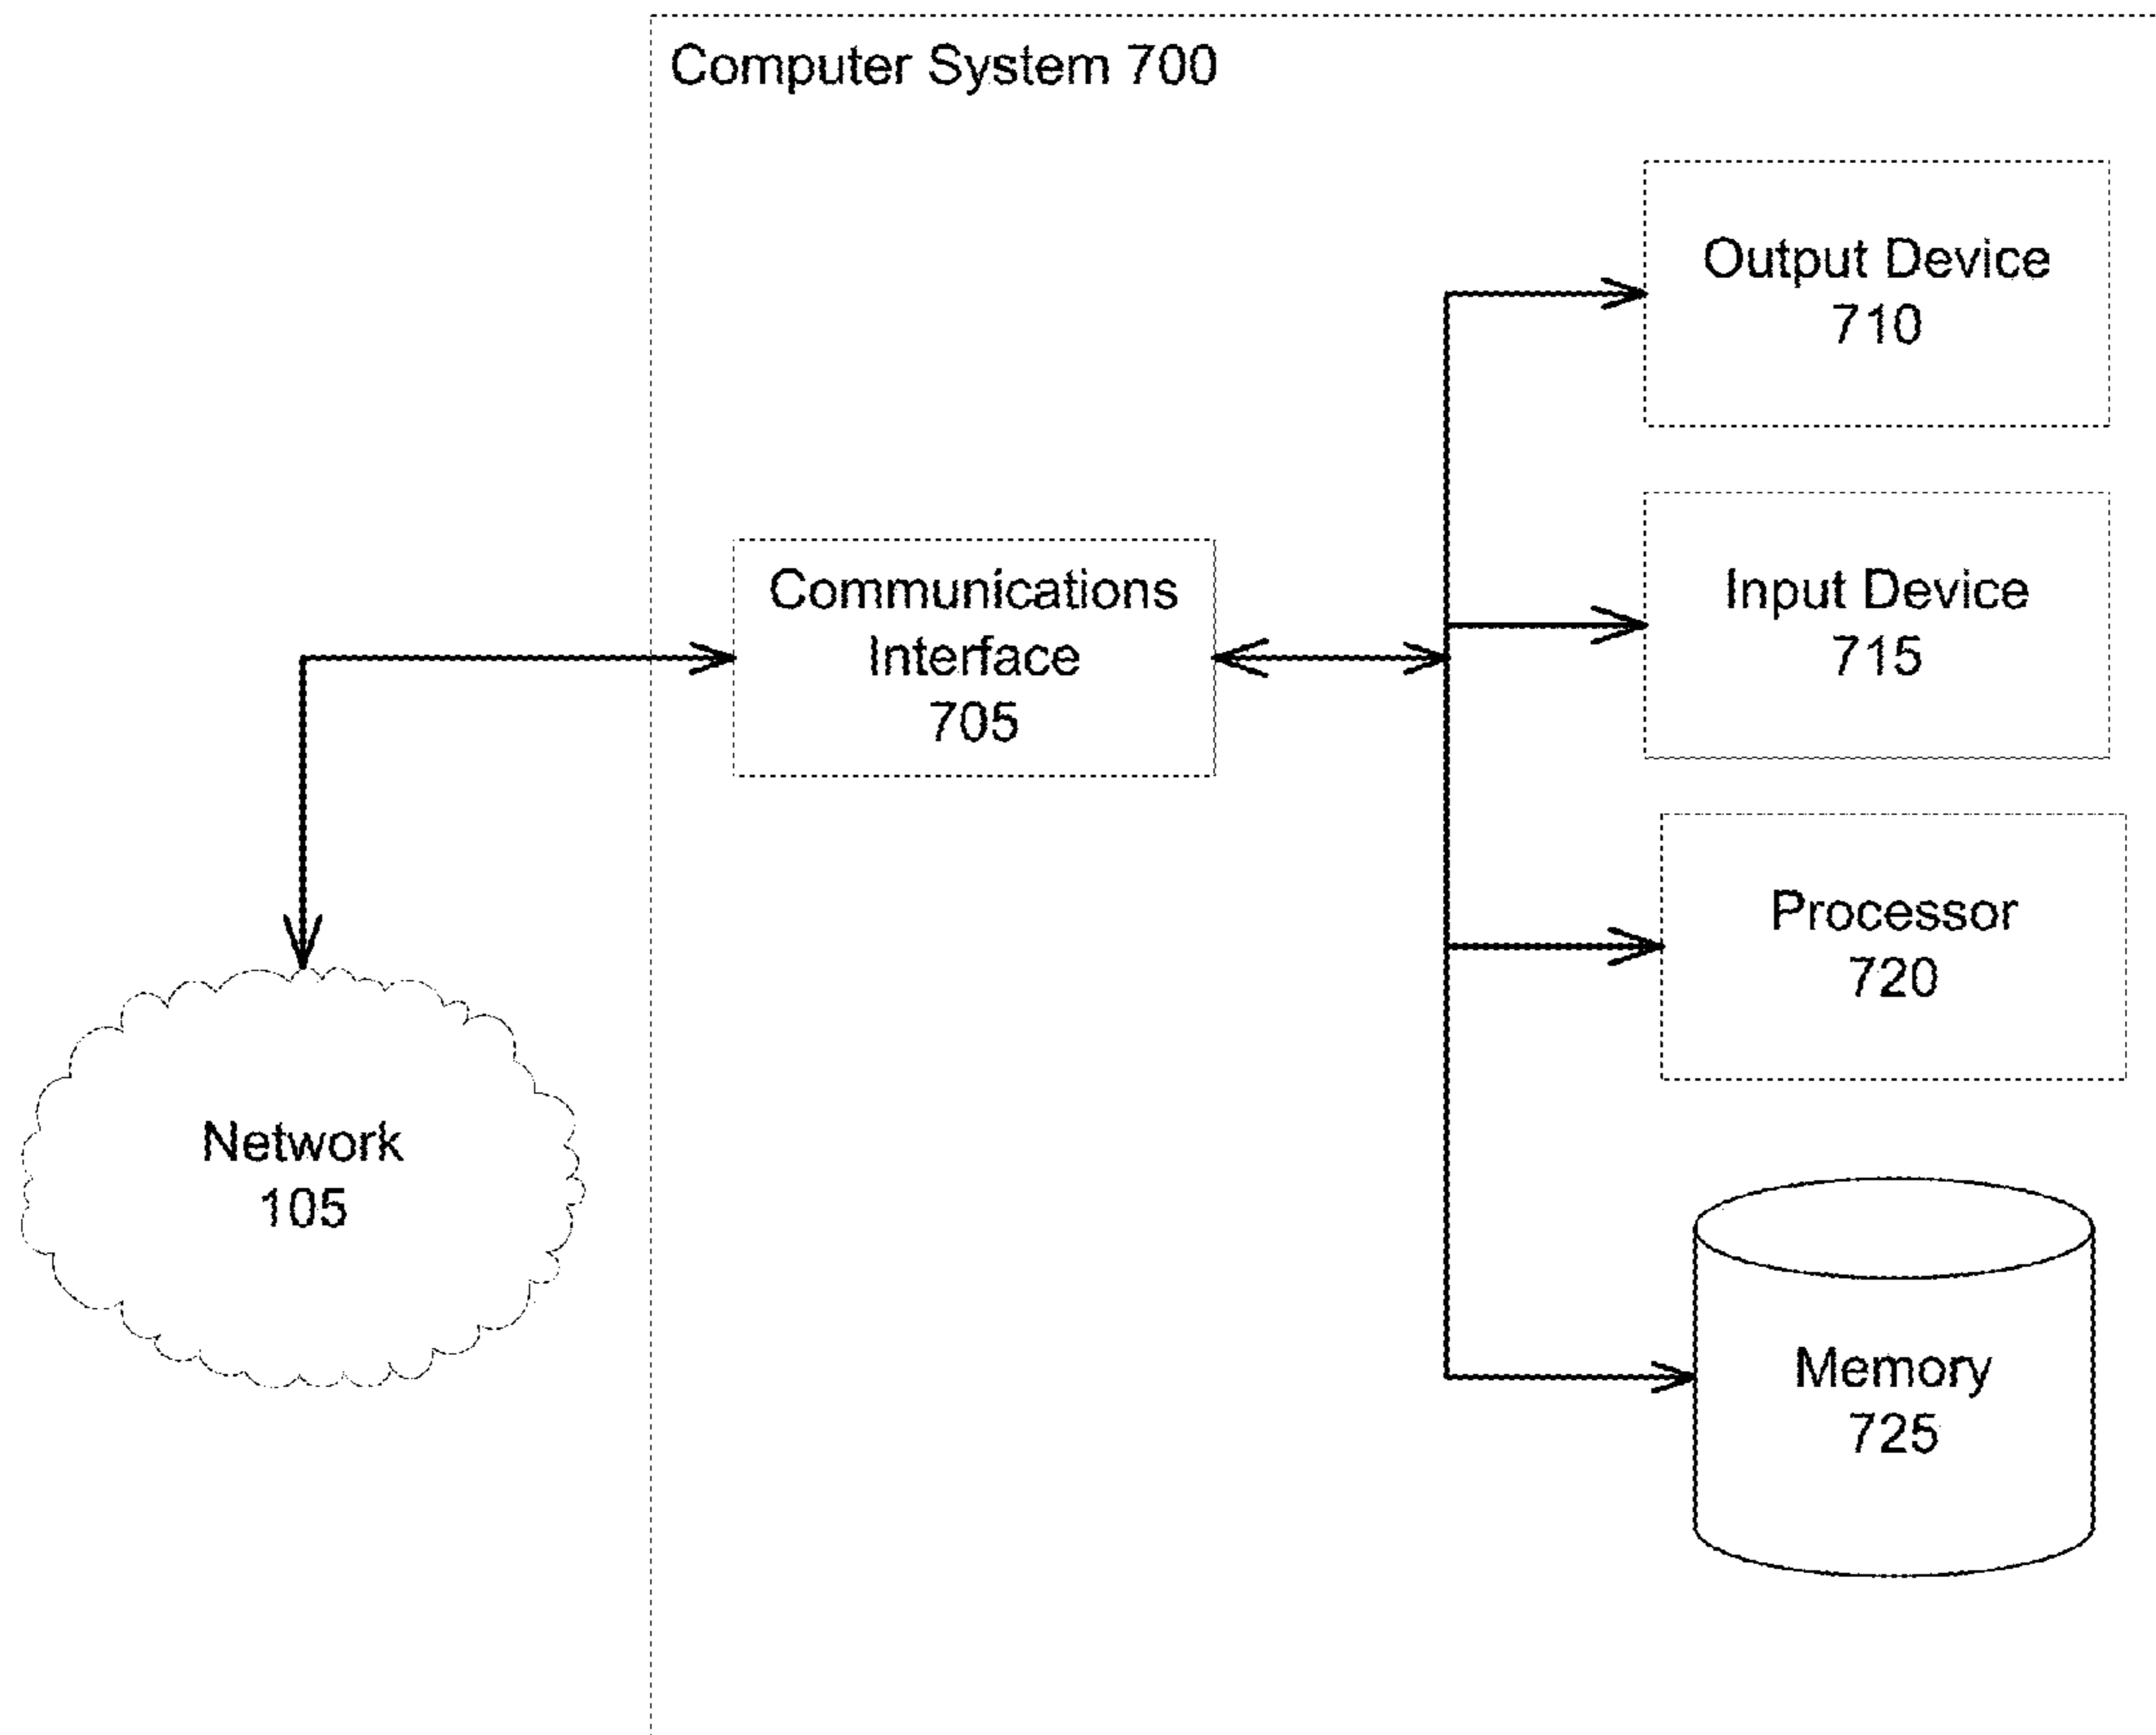 Computer System 700
Output Device
710
Input Device
715
Communications
Interface
705
Processor
720
Network
105
Memory
725